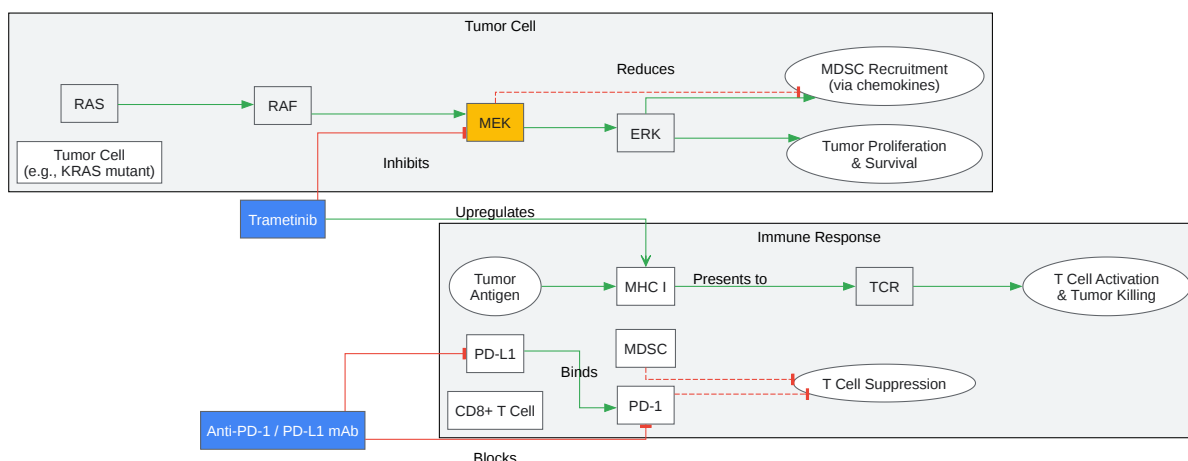 Tumor Cell
Reduces
MDSC Recruitment
(via chemokines)
RAS
RAF
MEK
ERK
Tumor Proliferation
& Survival
Tumor Cell
(e.g., KRAS mutant)
Inhibits
Trametinib
Upregulates
Immune Response
Tumor
Antigen
MHC I
Presents to
TCR
T Cell Activation
& Tumor Killing
PD-L1
MDSC
Binds
T Cell Suppression
CD8+ T Cell
PD-1
Anti-PD-1 / PD-L1 mAb
Blocks